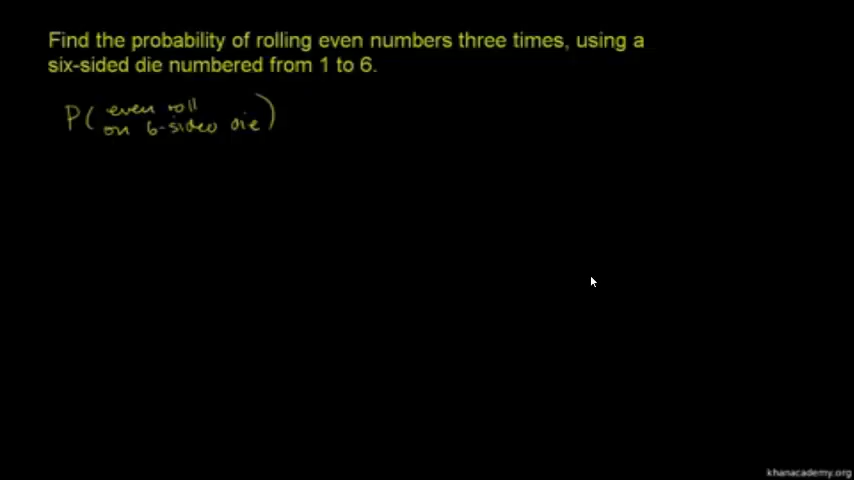 Find the probability of rolling even numbers three times, using a
six-sided die numbered from 1 to 6.
P( even roll
on 6-sided die )
khanacademy.org